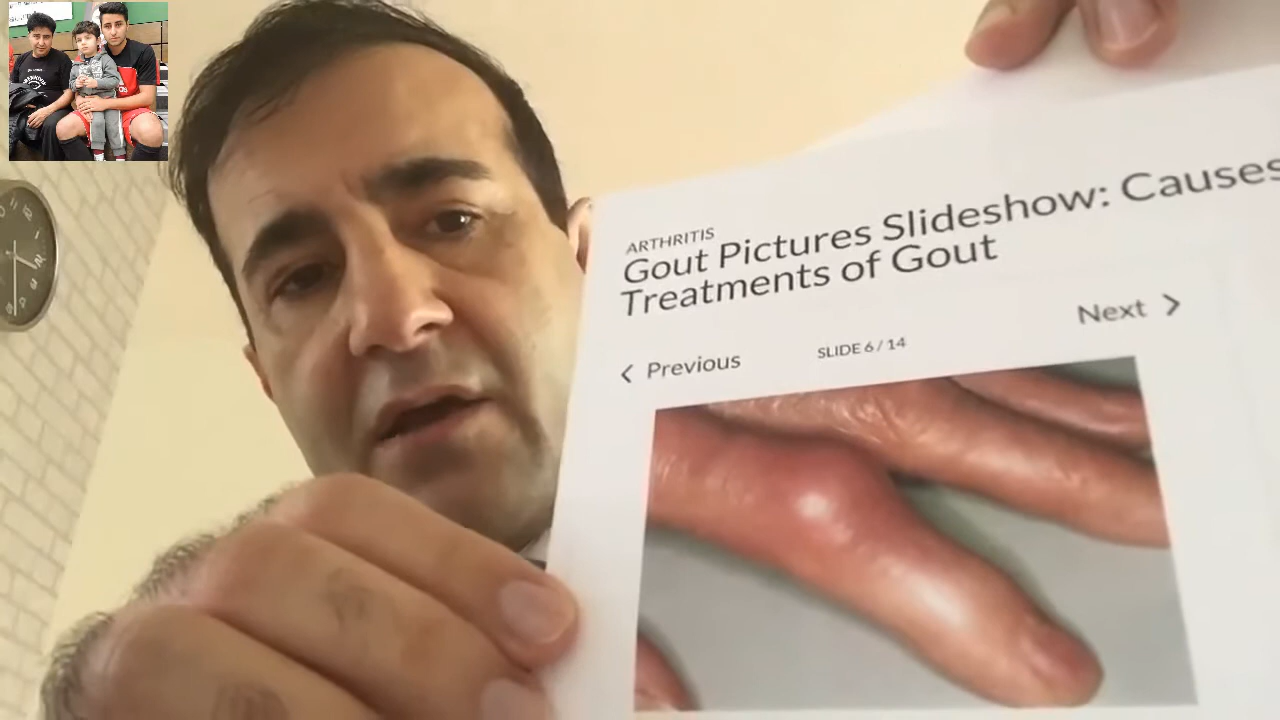 ARTHRITIS
Gout Pictures Slideshow: Causes
Treatments of Gout
Next >
< Previous
SLIDE 6 / 14